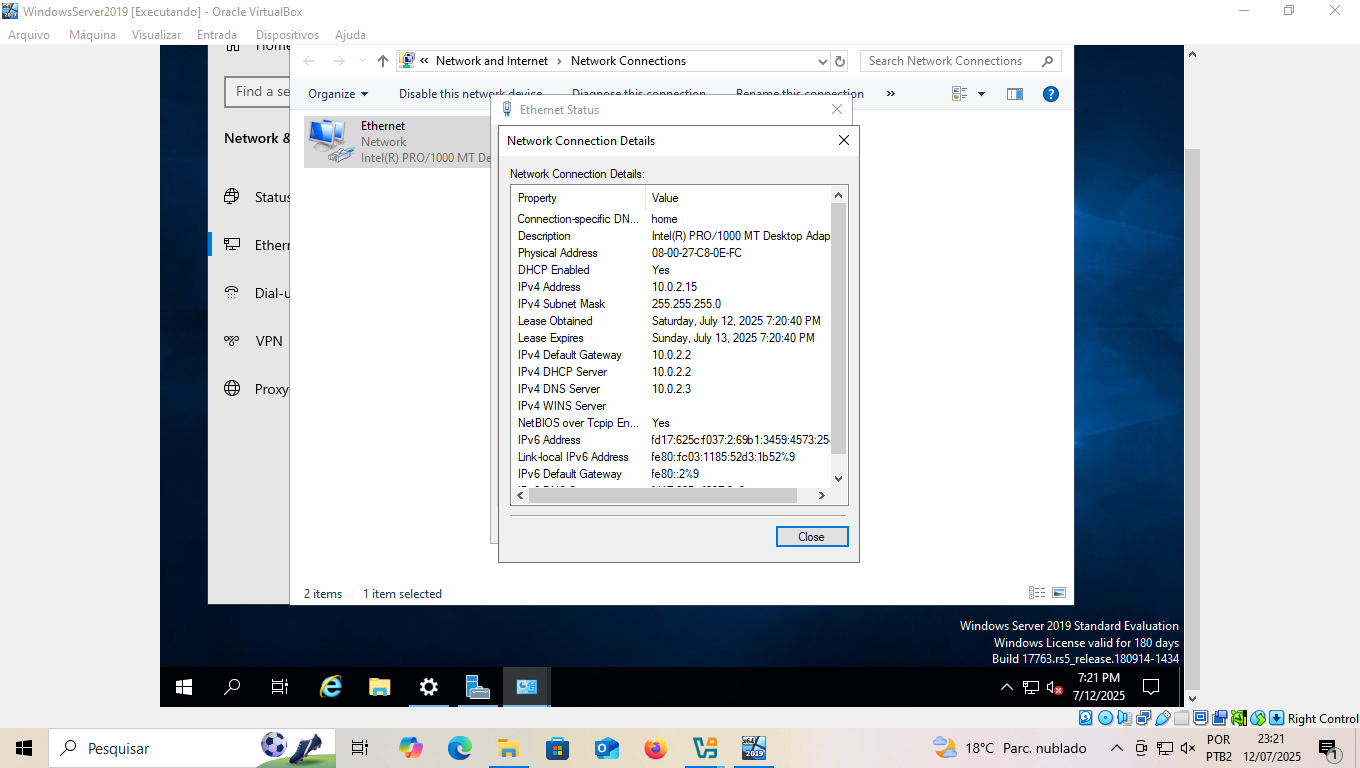 WindowsServer2019 [Executando] - Oracle VirtualBox
Arquivo Máquina Visualizar Entrada Dispositivos Ajuda
Find a se
Network &
Status
Ethern
Dial-u
VPN
Proxy
« Network and Internet › Network Connections
Search Network Connections
Organize Disable this network device Diagnose this connection Rename this connection »
Ethernet
Network
Intel(R) PRO/1000 MT De
Ethernet Status
Network Connection Details
Network Connection Details:
Property Value
Connection-specific DN... home
Description Intel(R) PRO/1000 MT Desktop Adap
Physical Address 08-00-27-C8-0E-FC
DHCP Enabled Yes
IPv4 Address 10.0.2.15
IPv4 Subnet Mask 255.255.255.0
Lease Obtained Saturday, July 12, 2025 7:20:40 PM
Lease Expires Sunday, July 13, 2025 7:20:40 PM
IPv4 Default Gateway 10.0.2.2
IPv4 DHCP Server 10.0.2.2
IPv4 DNS Server 10.0.2.3
IPv4 WINS Server
NetBIOS over Tcpip En... Yes
IPv6 Address fd17:625c:f037:2:69b1:3459:4573:25
Link-local IPv6 Address fe80::fc03:1185:52d3:1b52%9
IPv6 Default Gateway fe80::2%9
Close
2 items 1 item selected
Windows Server 2019 Standard Evaluation
Windows License valid for 180 days
Build 17763.rs5_release.180914-1434
7:21 PM
7/12/2025
Right Control
Pesquisar
x64
2019
18°C Parc. nublado
POR
PTB2
23:21
12/07/2025
1